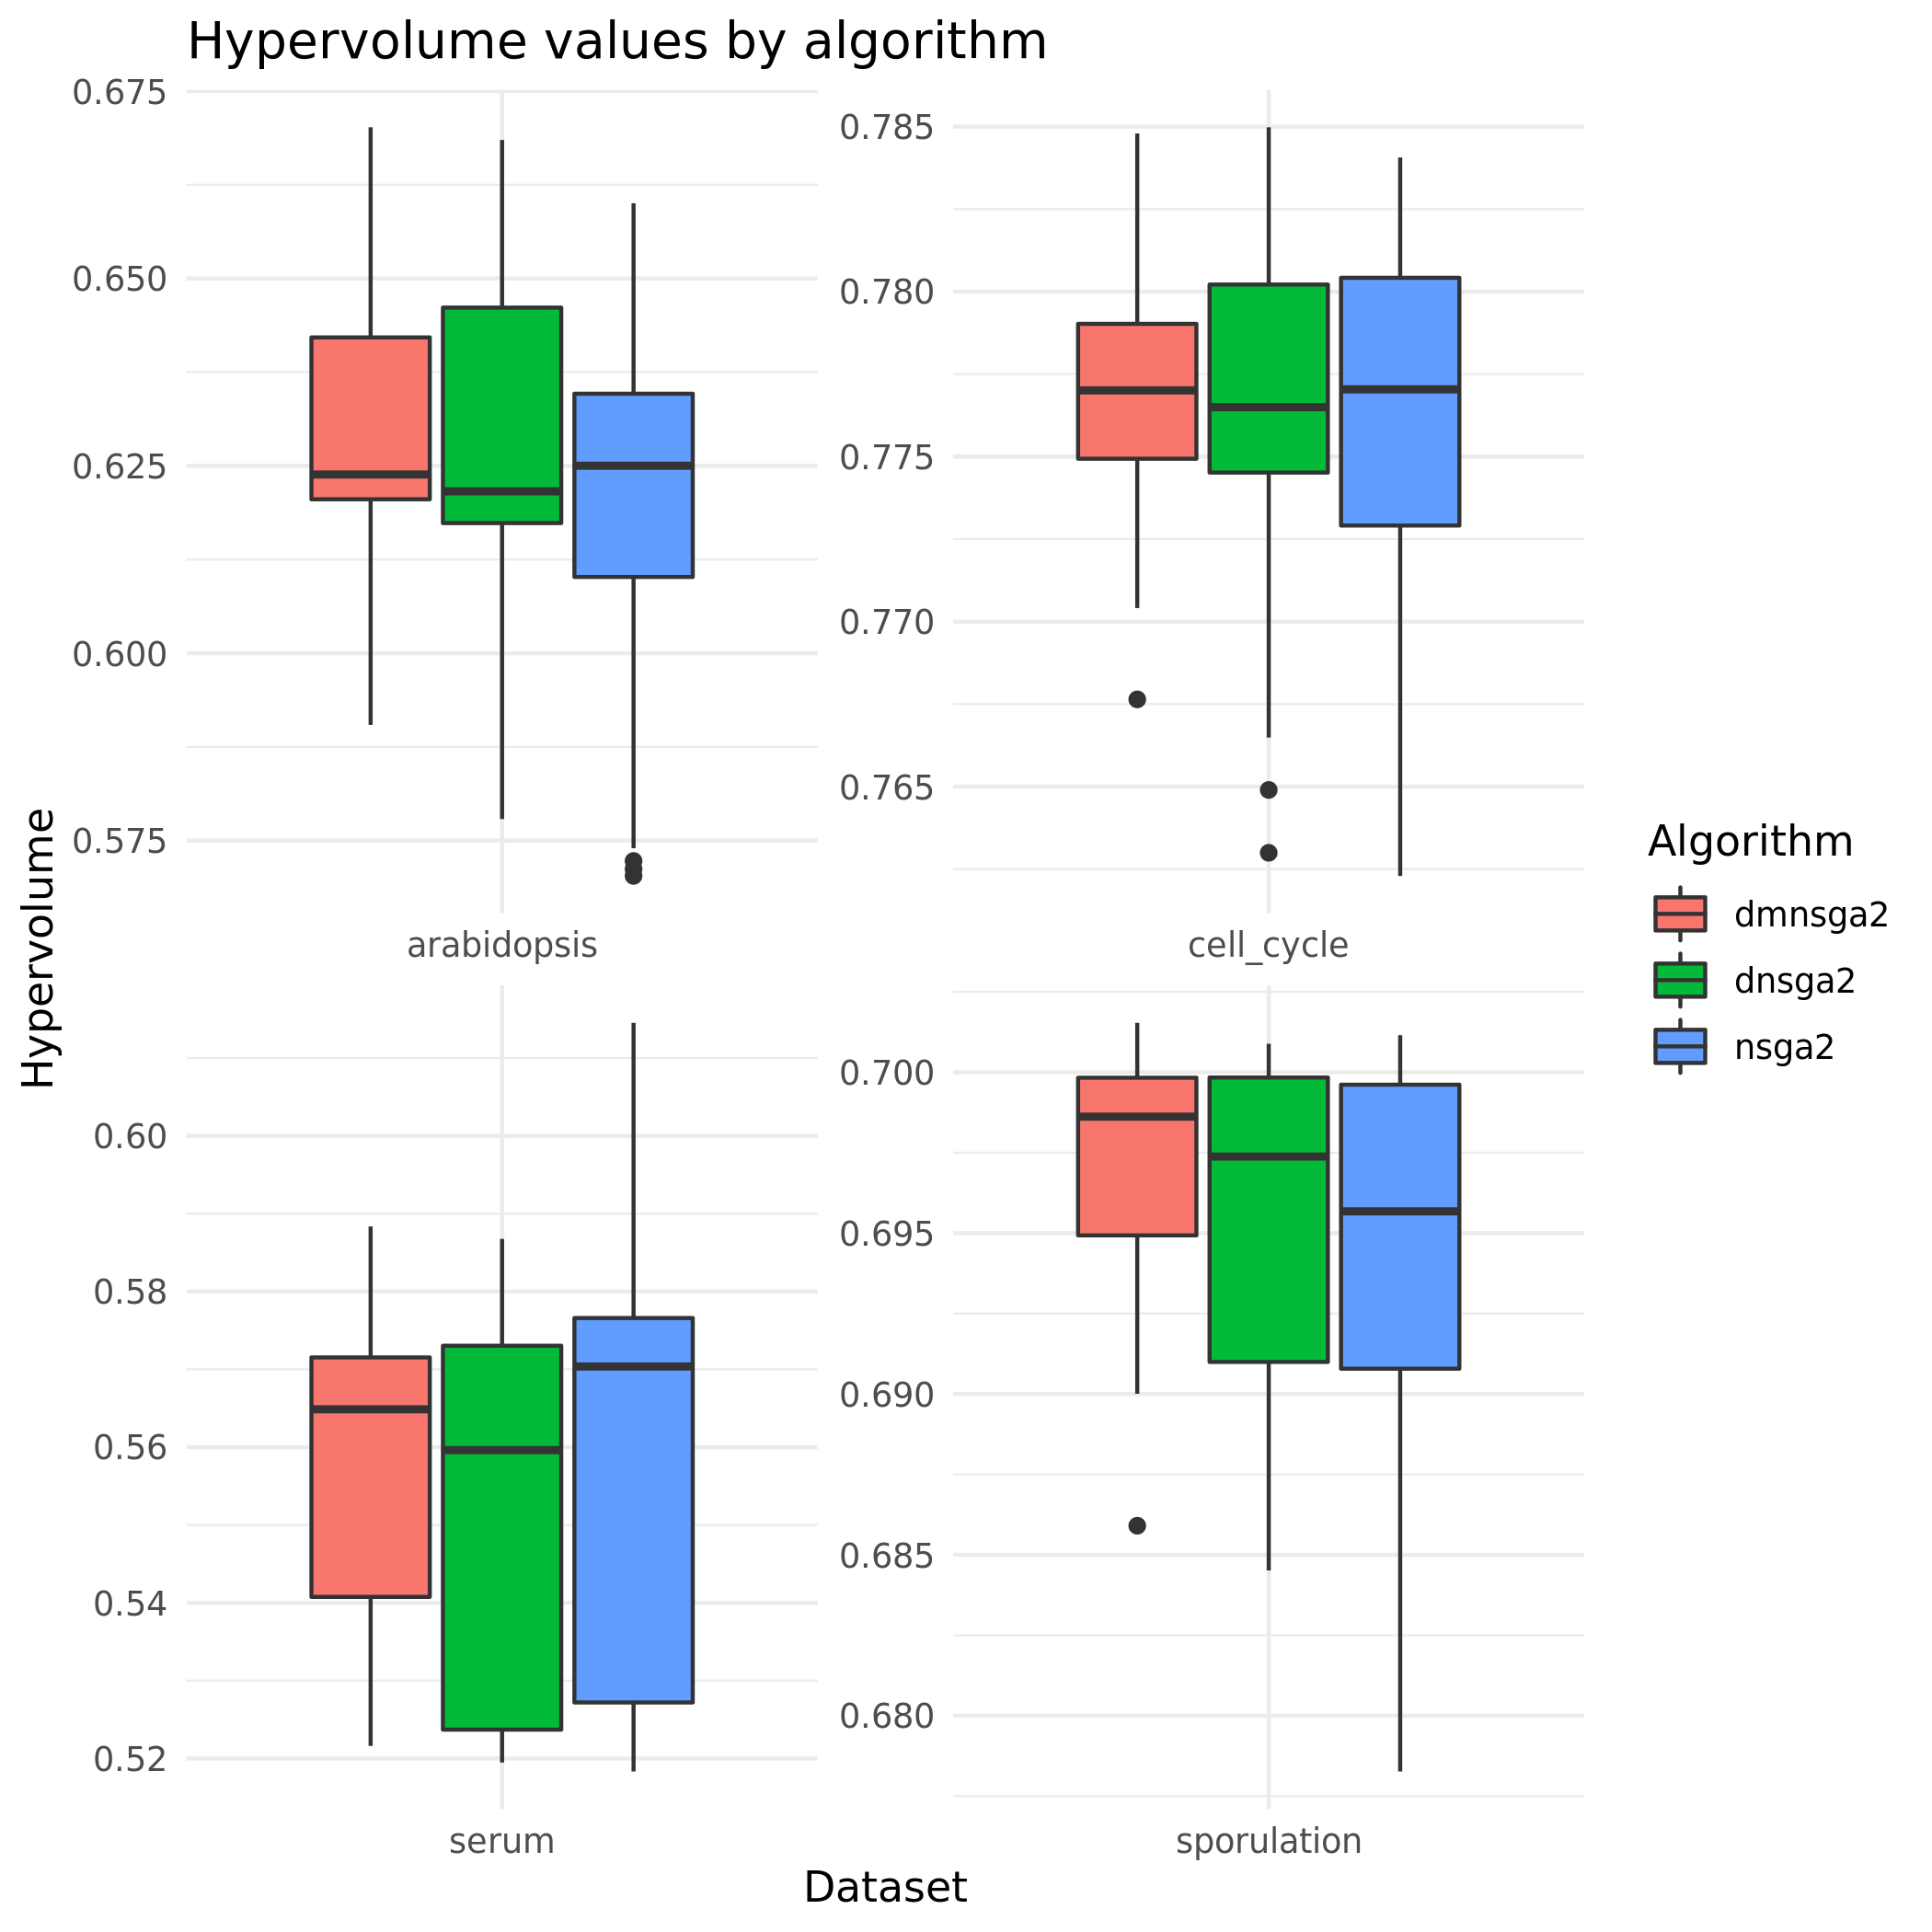 Hypervolume values by algorithm
Hypervolume
0.675
0.650
0.625
0.600
0.575
arabidopsis
0.785
0.780
0.775
0.770
0.765
cell_cycle
0.60
0.58
0.56
0.54
0.52
serum
0.700
0.695
0.690
0.685
0.680
sporulation
Dataset
Algorithm
dmnsga2
dnsga2
nsga2